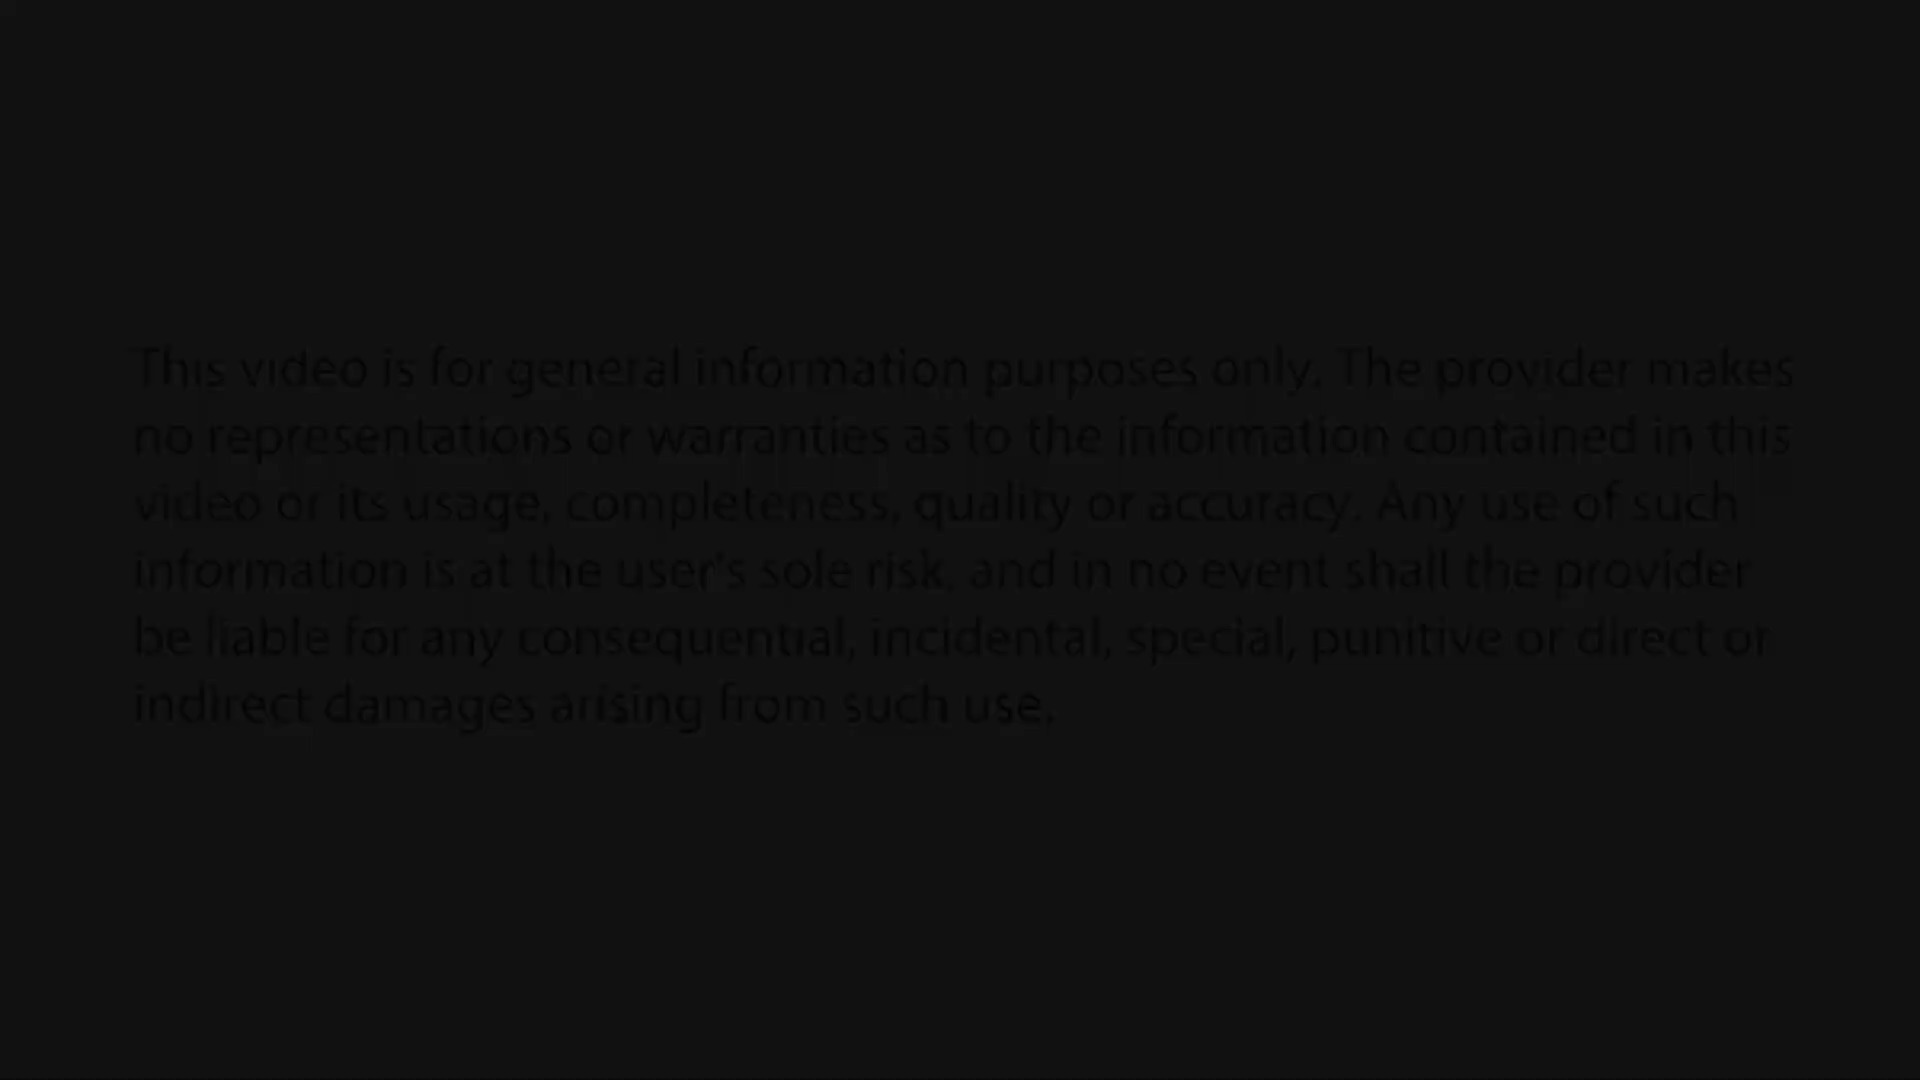 This video is for general information purposes only. The provider makes
no representations or warranties as to the information contained in this
video or its usage, completeness, quality or accuracy. Any use of such
information is at the user's sole risk, and in no event shall the provider
be liable for any consequential, incidental, special, punitive or direct or
indirect damages arising from such use.